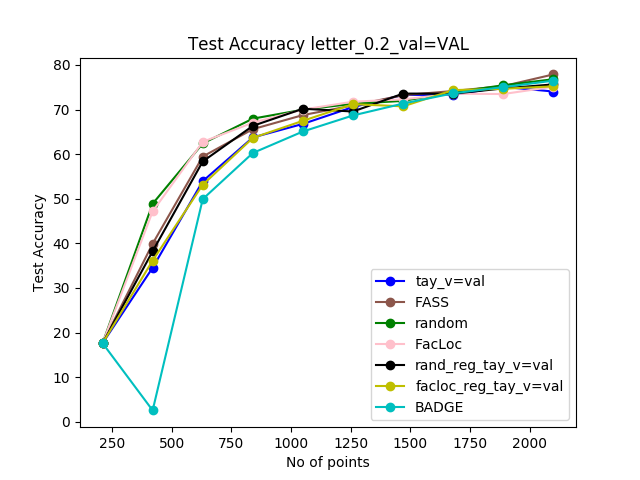 Test Accuracy letter_0.2_val=VAL
80
70
60
50
40
30
20
10
0
Test Accuracy
250
500
750
1000
1250
1500
1750
2000
No of points
tay_v=val
FASS
random
FacLoc
rand_reg_tay_v=val
facloc_reg_tay_v=val
BADGE